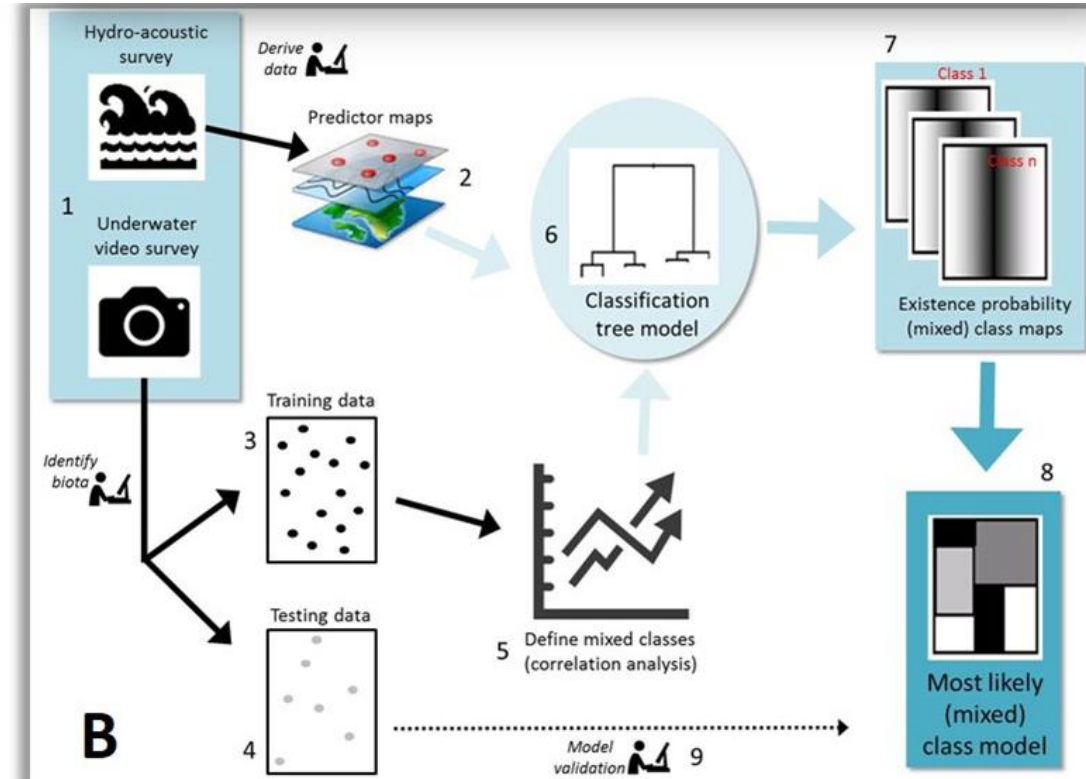 Hydro-acoustic
survey
Derive
data
Predictor maps
1
2
Underwater
video survey
6
Classification
tree model
7
Class 1
Class n
Existence probability
(mixed) class maps
Identify
biota
Training data
3
Testing data
4
5
Define mixed classes
(correlation analysis)
8
Most likely
(mixed)
class model
Model
validation
9
B